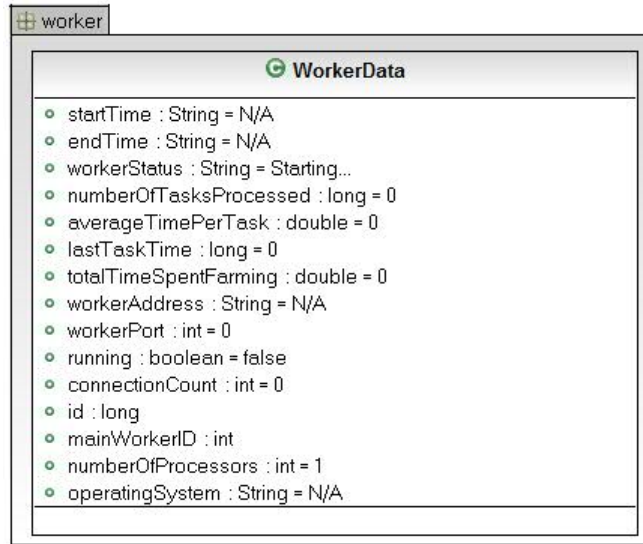 worker
WorkerData
startTime : String = N/A
endTime : String = N/A
workerStatus : String = Starting...
numberOfTasksProcessed : long = 0
averageTimePerTask : double = 0
lastTaskTime : long = 0
totalTimeSpentFarming : double = 0
workerAddress : String = N/A
workerPort : int = 0
running : boolean = false
connectionCount : int = 0
id : long
mainWorkerID : int
numberOfProcessors : int = 1
operatingSystem : String = N/A